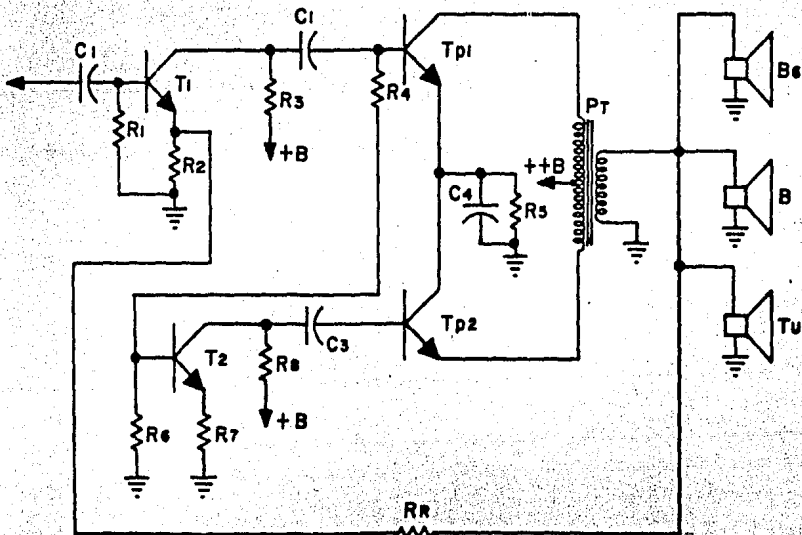 C1
C1
T1
Tp1
R1
R2
R3
+B
R4
PT
++B
C4
R5
Bs
B
Tu
T2
C3
Tp2
R8
+B
R6
R7
RR